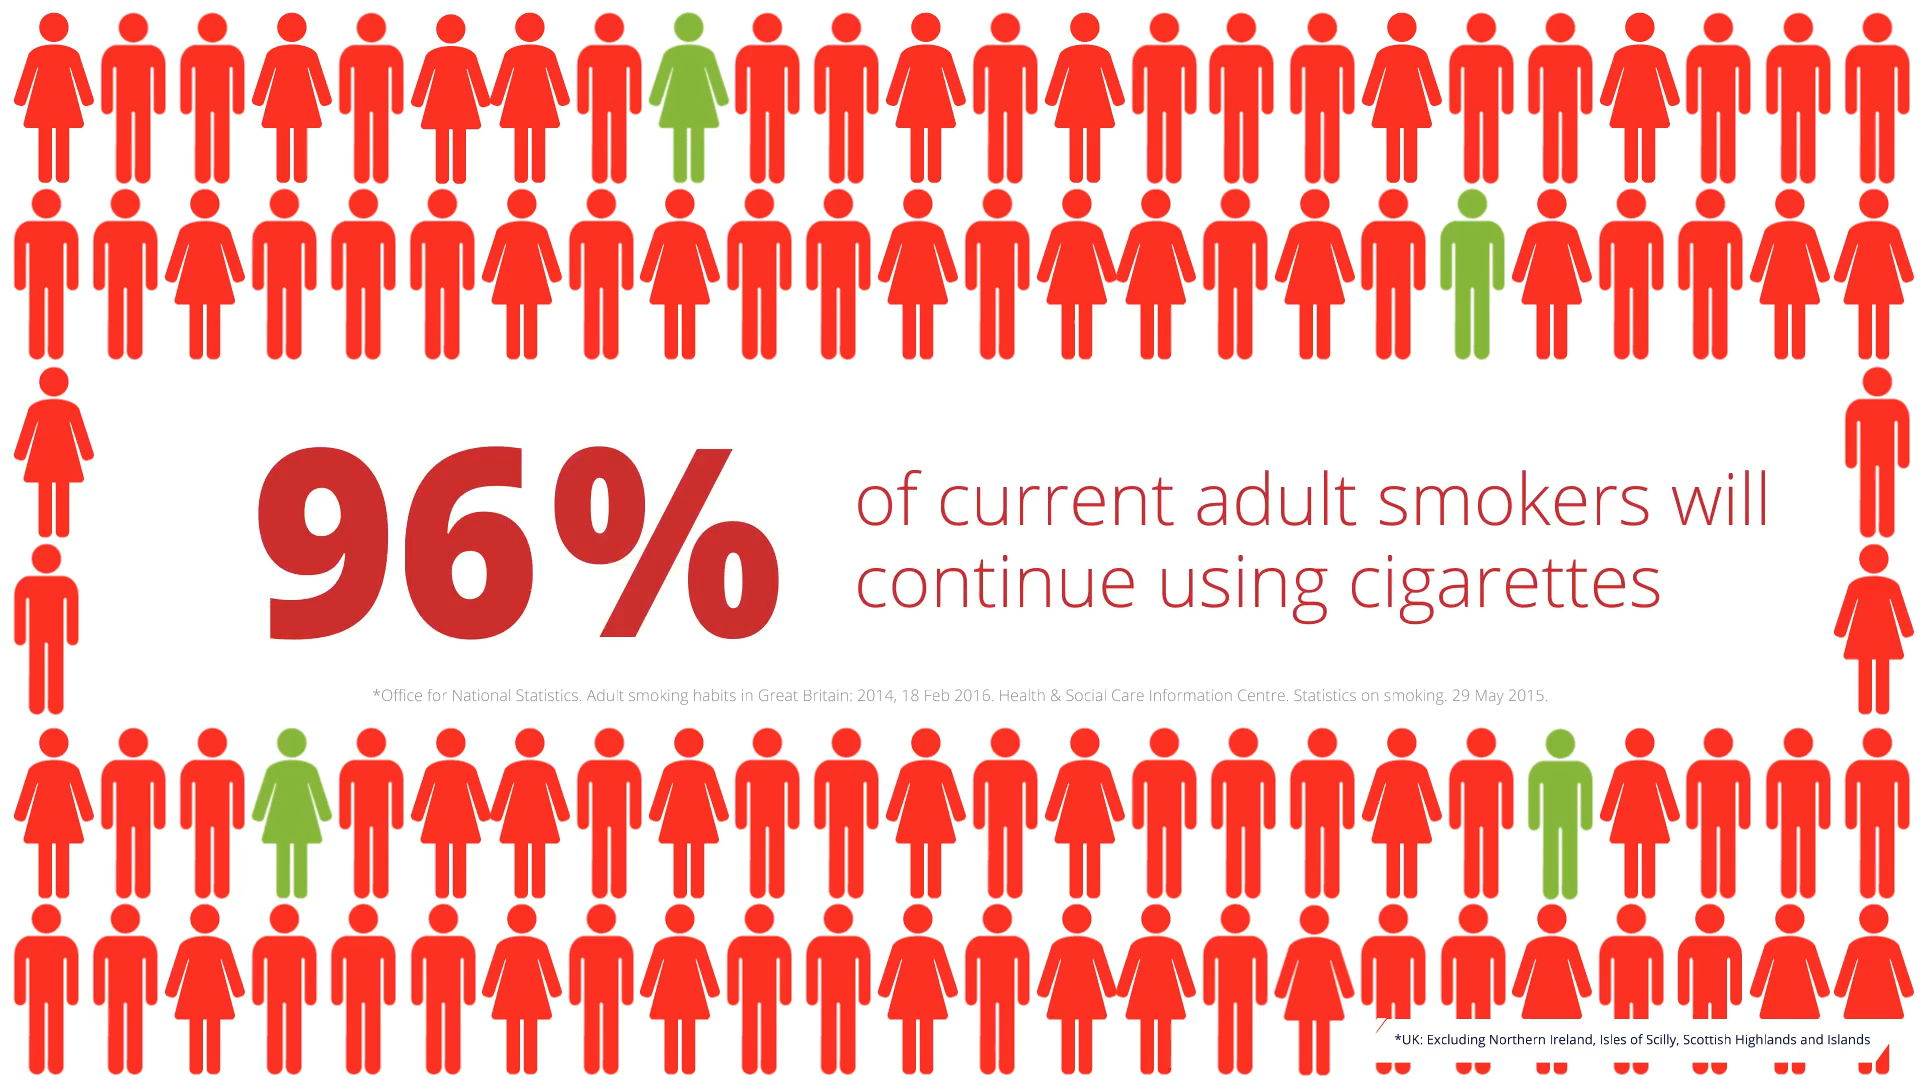 96%
of current adult smokers will
continue using cigarettes
*Office for National Statistics. Adult smoking habits in Great Britain: 2014, 18 Feb 2016. Health & Social Care Information Centre. Statistics on smoking. 29 May 2015.
*UK: Excluding Northern Ireland, Isles of Scilly, Scottish Highlands and Islands